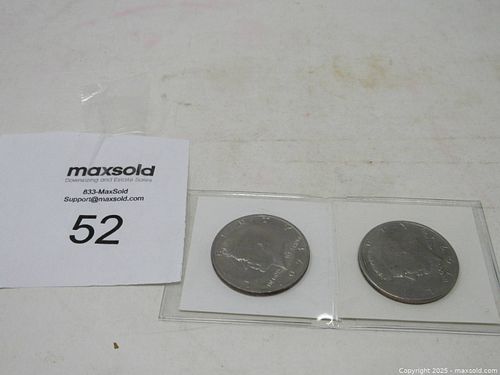 maxsold
Downsizing and Estate Sales
833-MaxSold
Support@maxsold.com
52
Copyright 2025 - maxsold.com